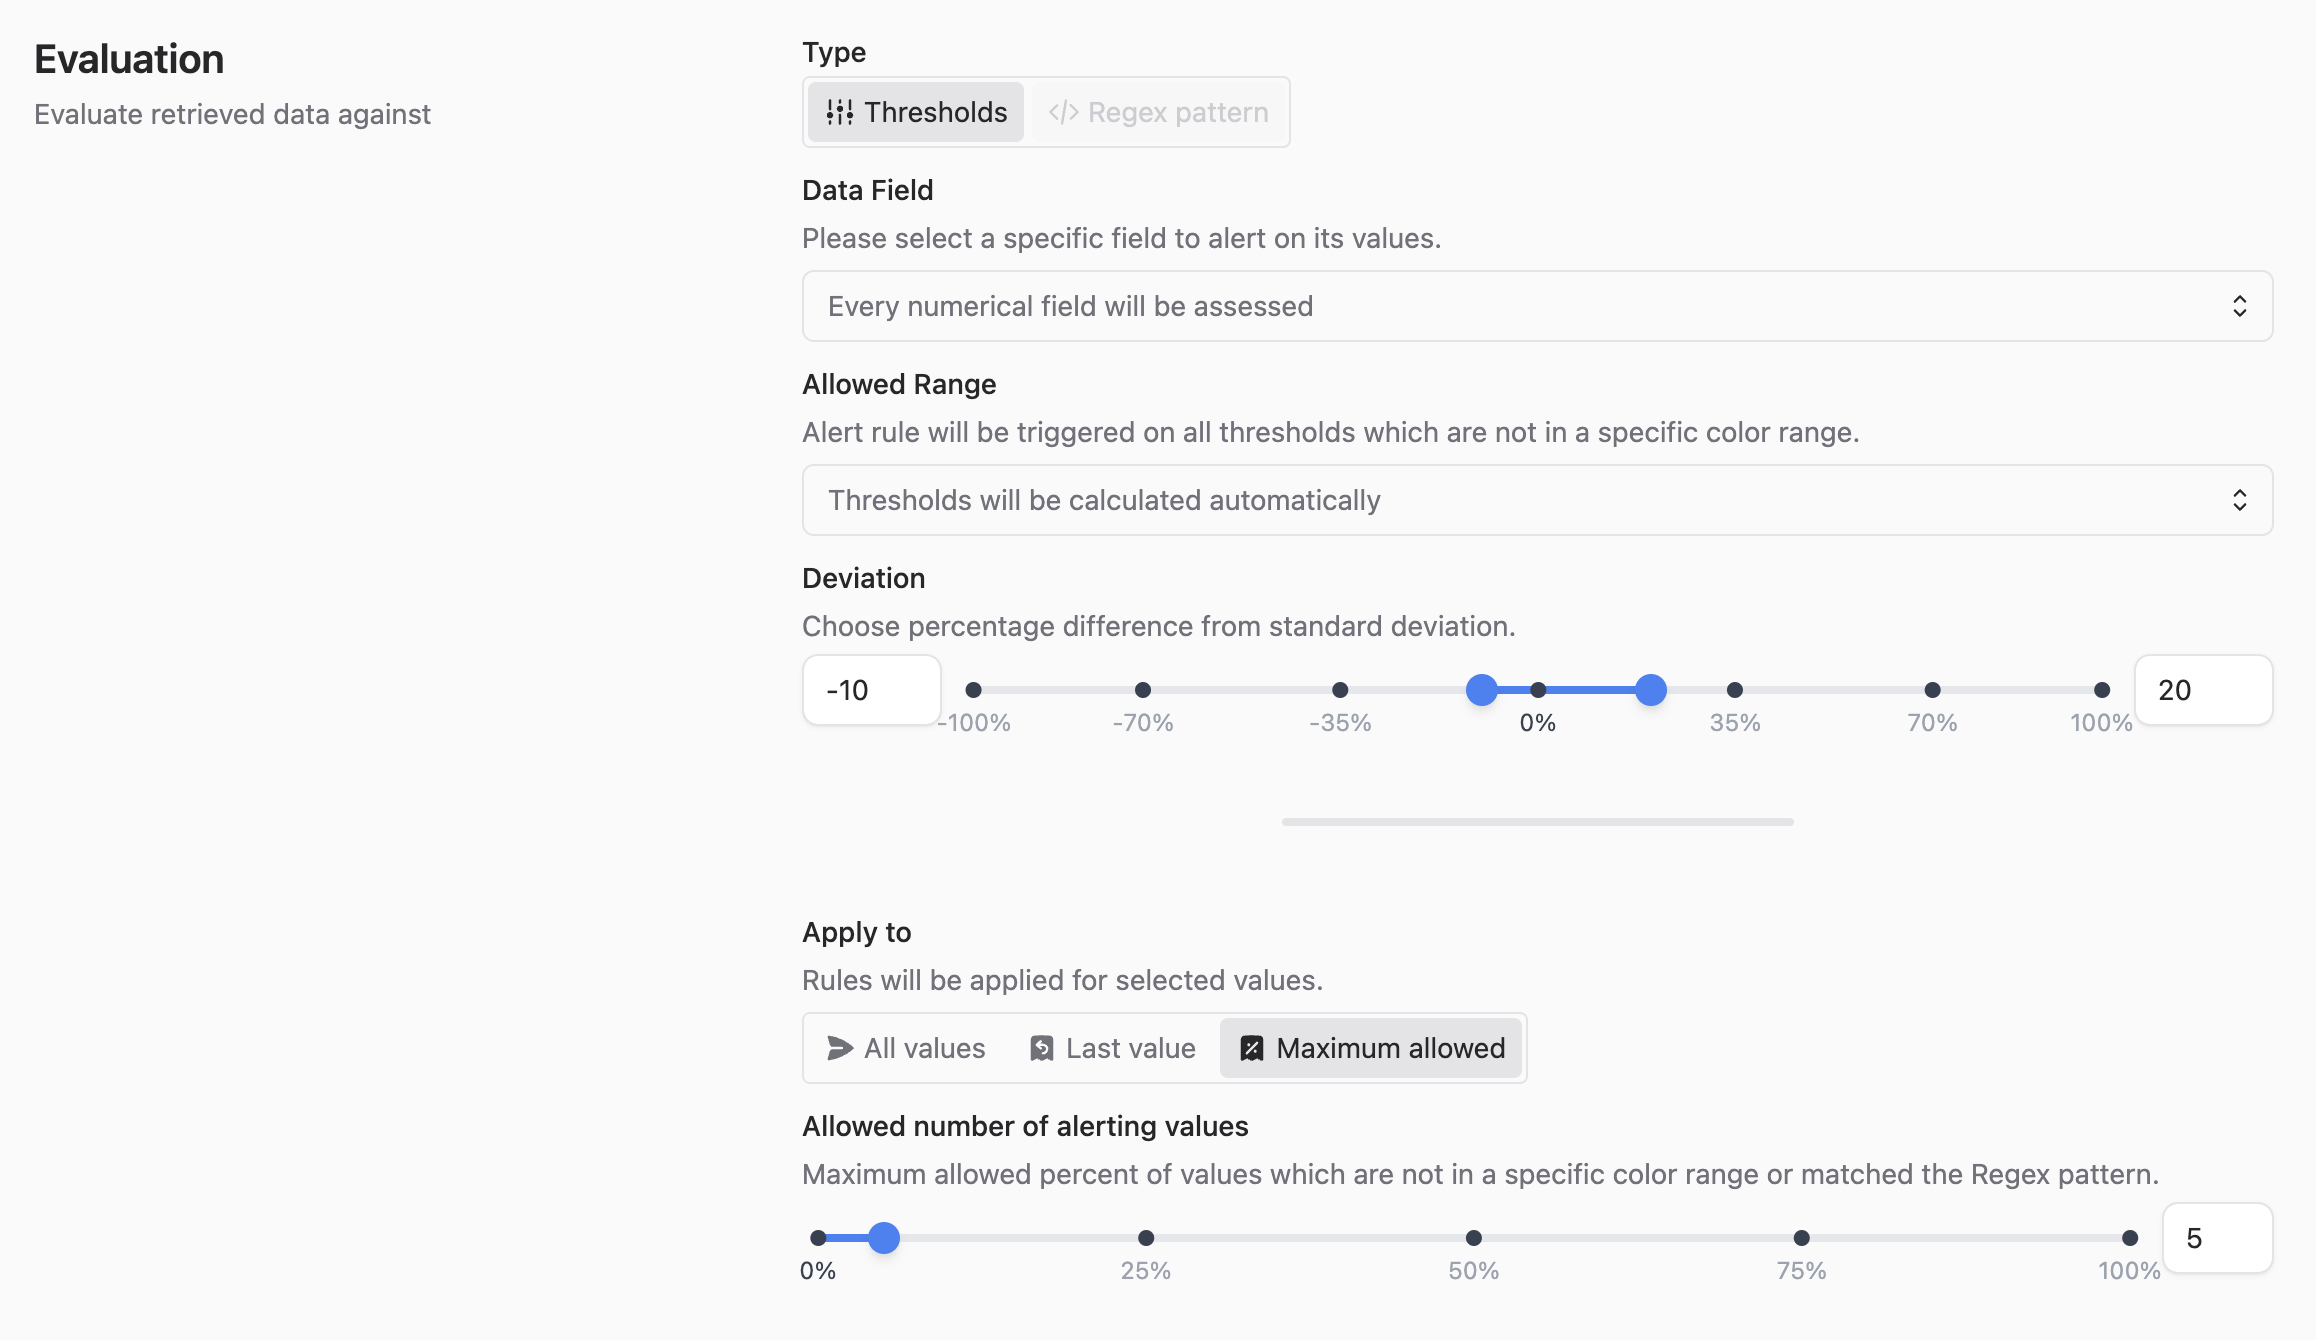 Evaluation
Evaluate retrieved data against
Type
Thresholds
Regex pattern
Data Field
Please select a specific field to alert on its values.
Every numerical field will be assessed
Allowed Range
Alert rule will be triggered on all thresholds which are not in a specific color range.
Thresholds will be calculated automatically
Deviation
Choose percentage difference from standard deviation.
-10
20
-100% -70% -35% 0% 35% 70% 100%
Apply to
Rules will be applied for selected values.
All values Last value Maximum allowed
Allowed number of alerting values
Maximum allowed percent of values which are not in a specific color range or matched the Regex pattern.
5
0% 25% 50% 75% 100%